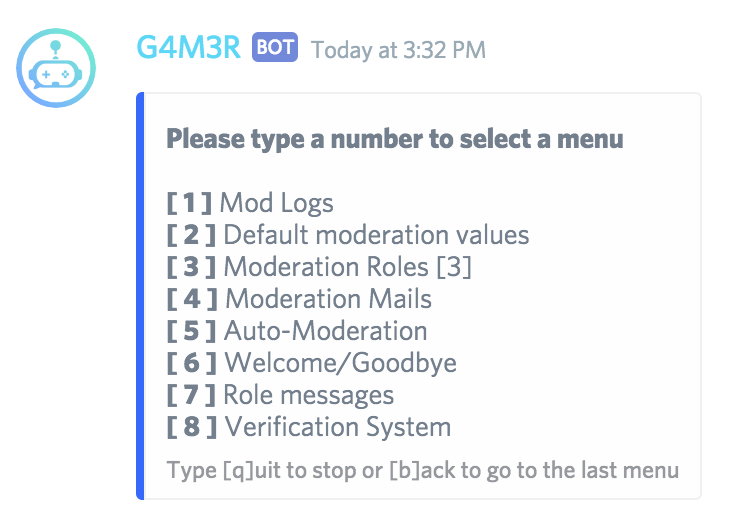 G4M3R BOT Today at 3:32 PM
Please type a number to select a menu
[ 1 ] Mod Logs
[ 2 ] Default moderation values
[ 3 ] Moderation Roles [3]
[ 4 ] Moderation Mails
[ 5 ] Auto-Moderation
[ 6 ] Welcome/Goodbye
[ 7 ] Role messages
[ 8 ] Verification System
Type [q]uit to stop or [b]ack to go to the last menu